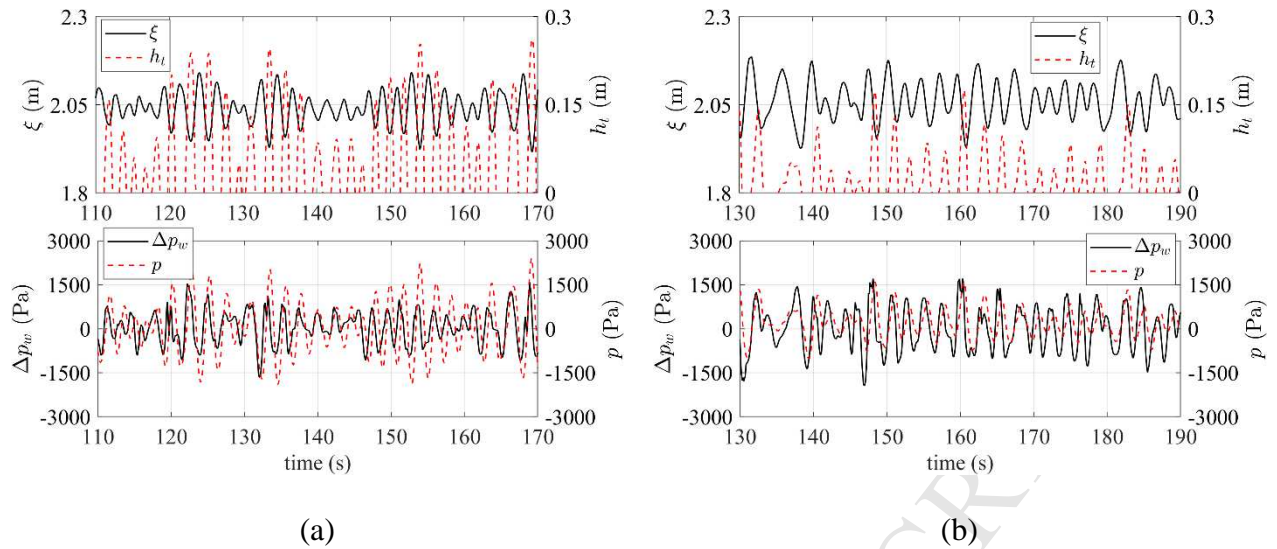 2.3
2.05
1.8
ξ (m)
ξ
h_t
0.3
0.15
0
h_t (m)
110 120 130 140 150 160 170
3000
1500
0
-1500
-3000
Δp_w (Pa)
Δp_w
p
3000
1500
0
-1500
-3000
p (Pa)
110 120 130 140 150 160 170
time (s)
(a)
2.3
2.05
1.8
ξ (m)
ξ
h_t
0.3
0.15
0
h_t (m)
130 140 150 160 170 180 190
3000
1500
0
-1500
-3000
Δp_w (Pa)
Δp_w
p
3000
1500
0
-1500
-3000
p (Pa)
130 140 150 160 170 180 190
time (s)
(b)